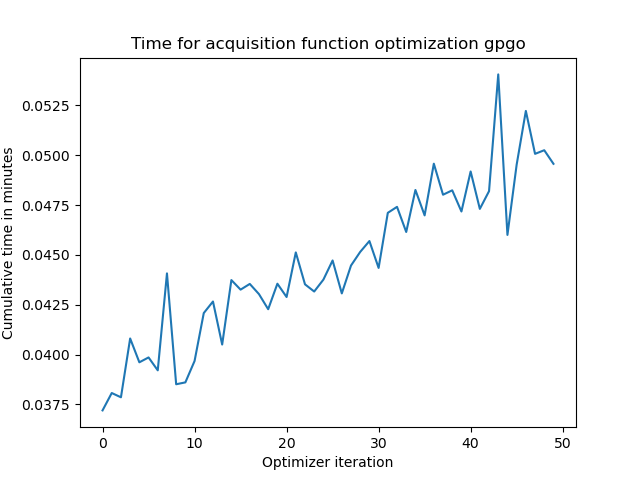 Time for acquisition function optimization gpgo
Cumulative time in minutes
0.0525
0.0500
0.0475
0.0450
0.0425
0.0400
0.0375
0 10 20 30 40 50
Optimizer iteration